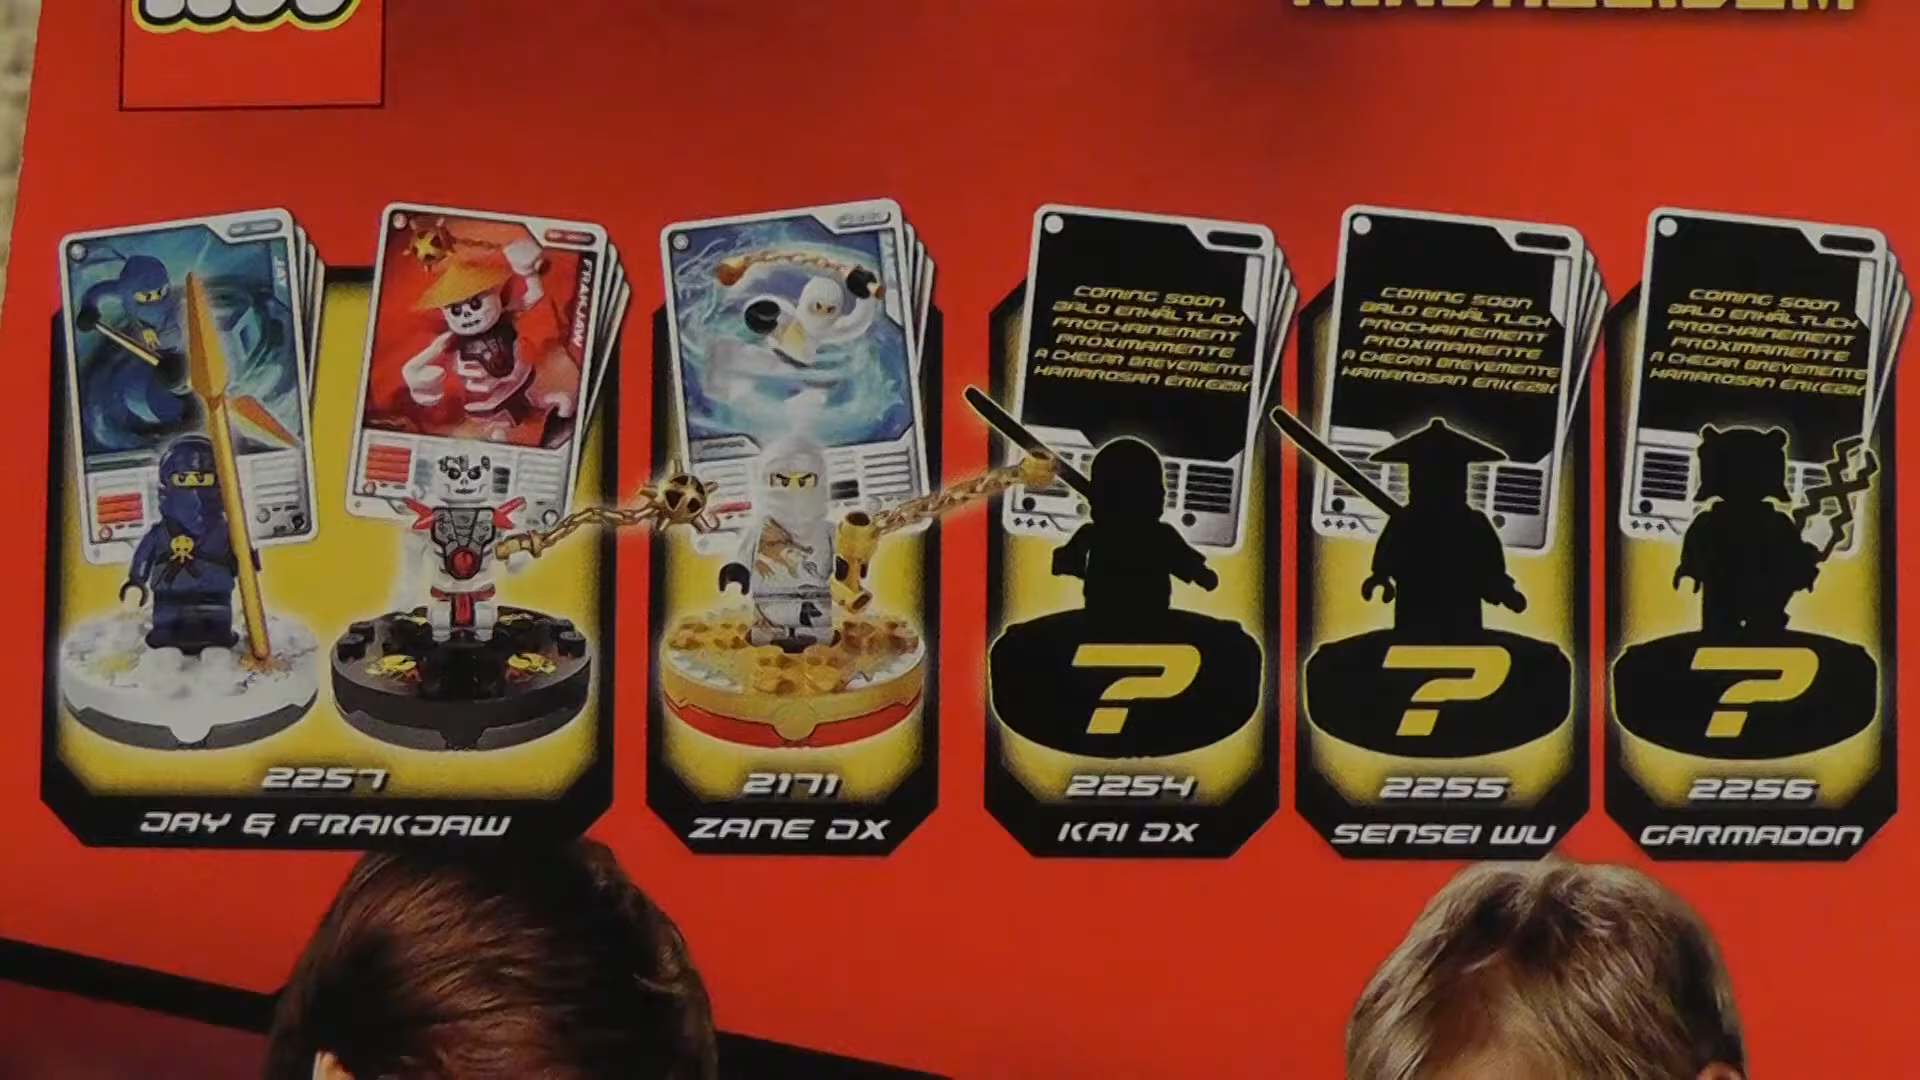 JAY
FRAKJAW
COMING SOON
BALD ERHÄLTLICH
PROCHAINEMENT
PRÓXIMAMENTE
A CHEGAR BREVEMENTE
HAMAROSAN ÉRKEZIK
COMING SOON
BALD ERHÄLTLICH
PROCHAINEMENT
PRÓXIMAMENTE
A CHEGAR BREVEMENTE
HAMAROSAN ÉRKEZIK
COMING SOON
BALD ERHÄLTLICH
PROCHAINEMENT
PRÓXIMAMENTE
A CHEGAR BREVEMENTE
HAMAROSAN ÉRKEZIK
? ? ?
2257
JAY & FRAKJAW
2171
ZANE DX
2254
KAI DX
2255
SENSEI WU
2256
GARMADON